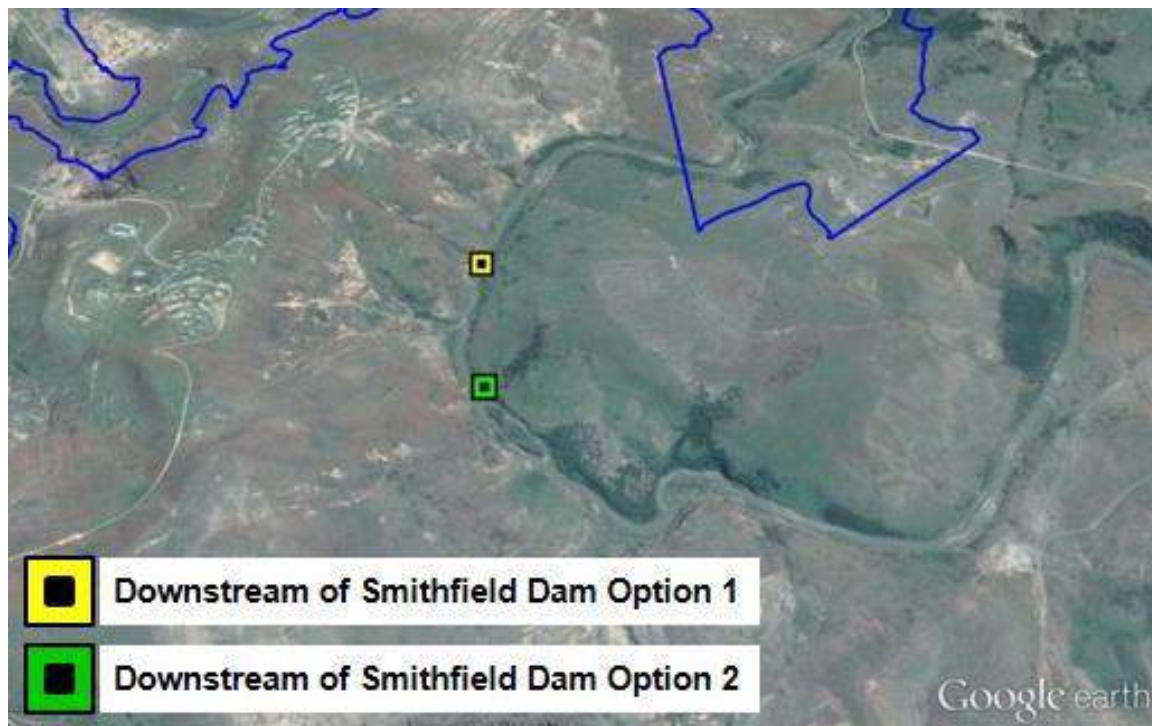 Downstream of Smithfield Dam Option 1
Downstream of Smithfield Dam Option 2
Google earth